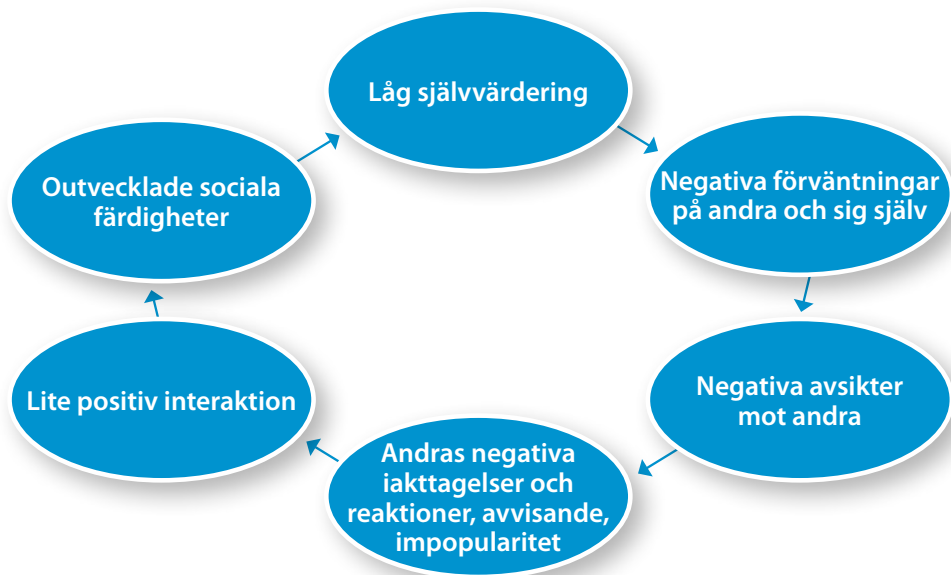 Låg självvärdering
Negativa förväntningar
på andra och sig själv
Negativa avsikter
mot andra
Andras negativa
iakttagelser och
reaktioner, avvisande,
impopularitet
Lite positiv interaktion
Outvecklade sociala
färdigheter